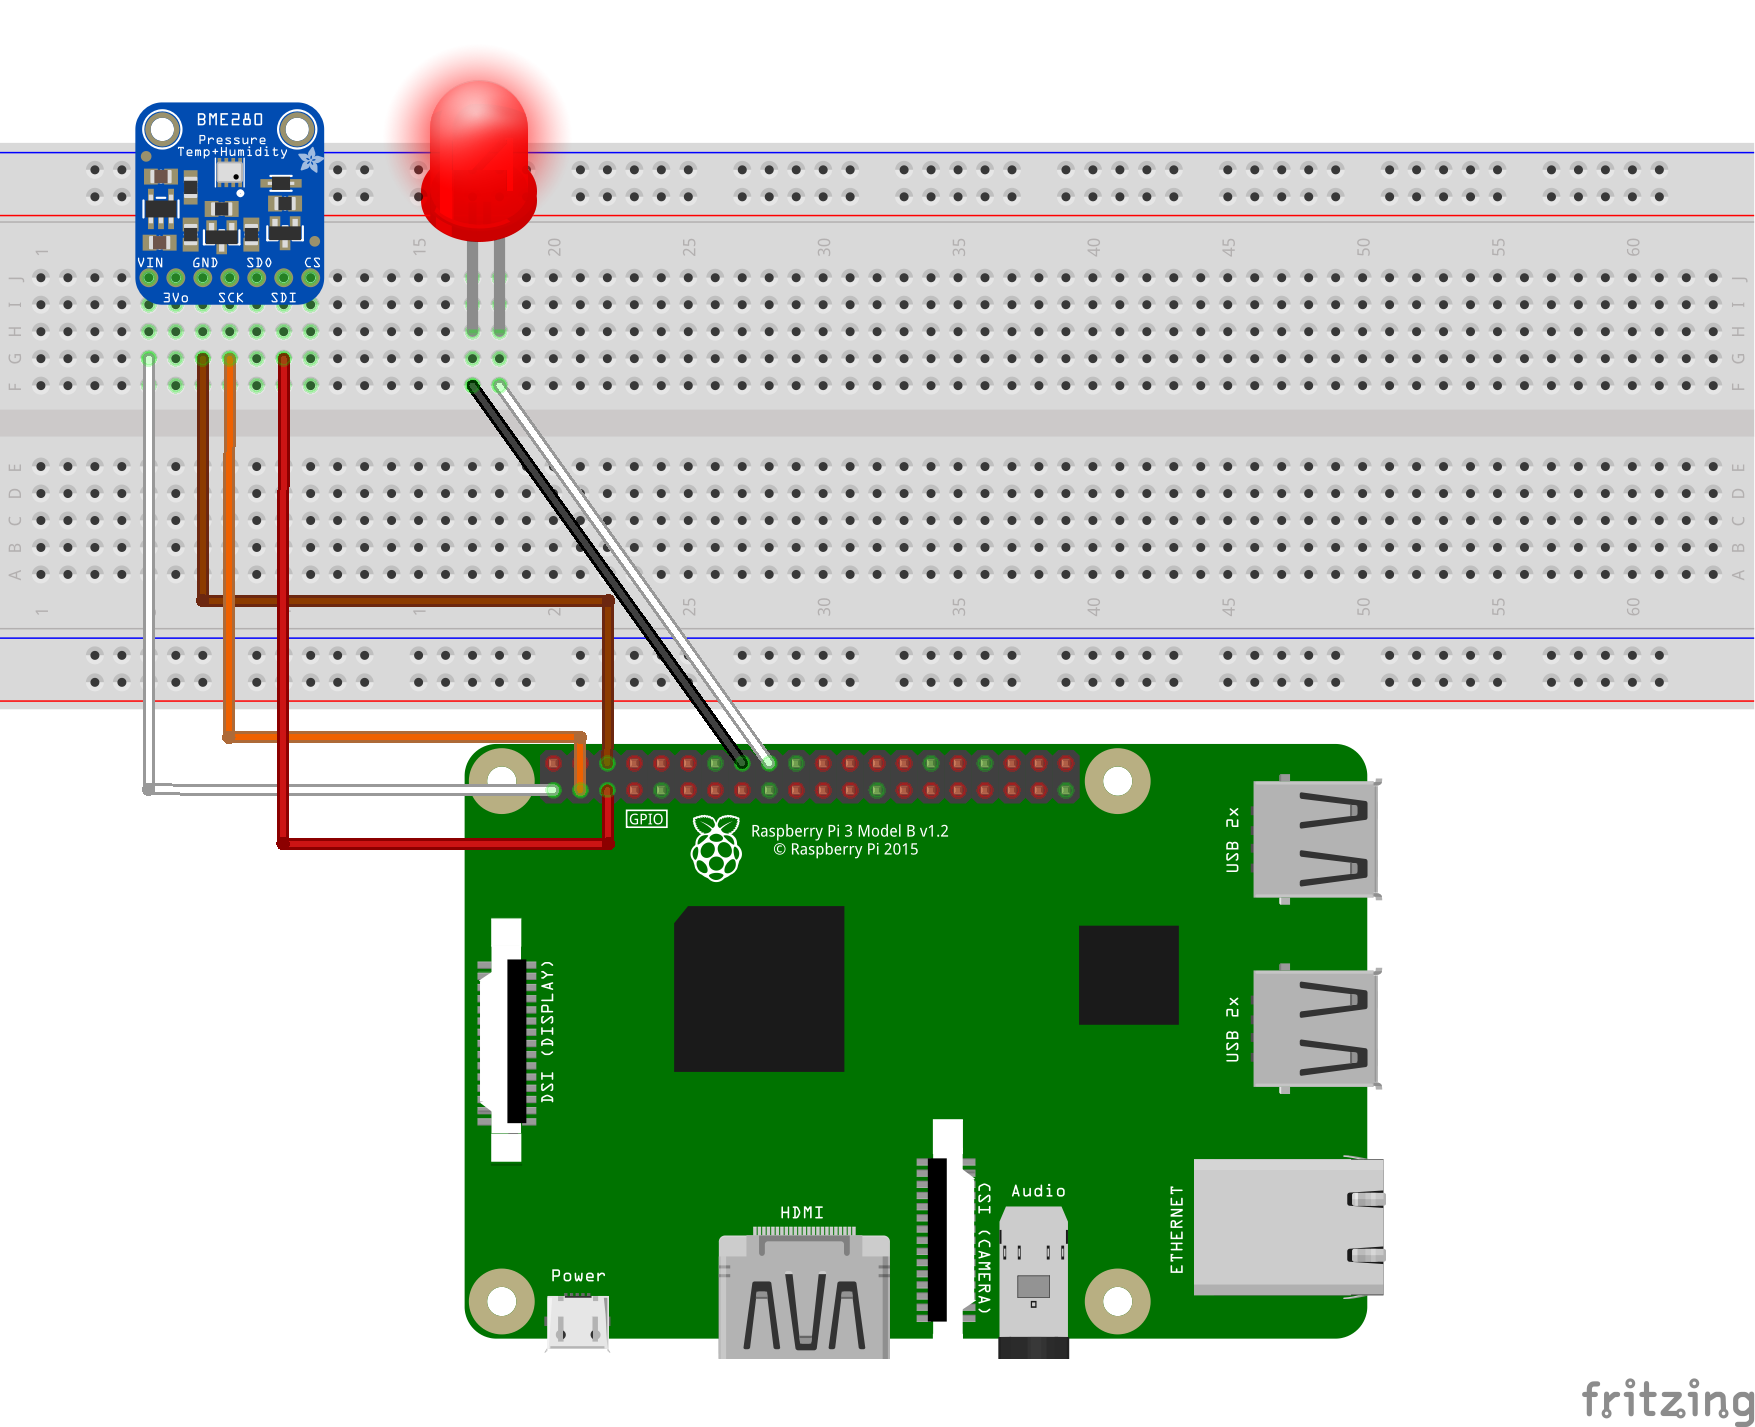 BME280
Pressure
Temp+Humidity
VIN GND SDO CS
3Vo SCK SDI
1 15 20 25 30 35 40 45 50 55 60
J J
I I
H H
G G
F F
E E
D D
C C
B B
A A
1 1 2 25 30 35 40 45 50 55 60
GPIO
Raspberry Pi 3 Model B v1.2
© Raspberry Pi 2015
USB 2x
DSI (DISPLAY)
USB 2x
ETHERNET
CSI (CAMERA)
Audio
HDMI
Power
fritzing